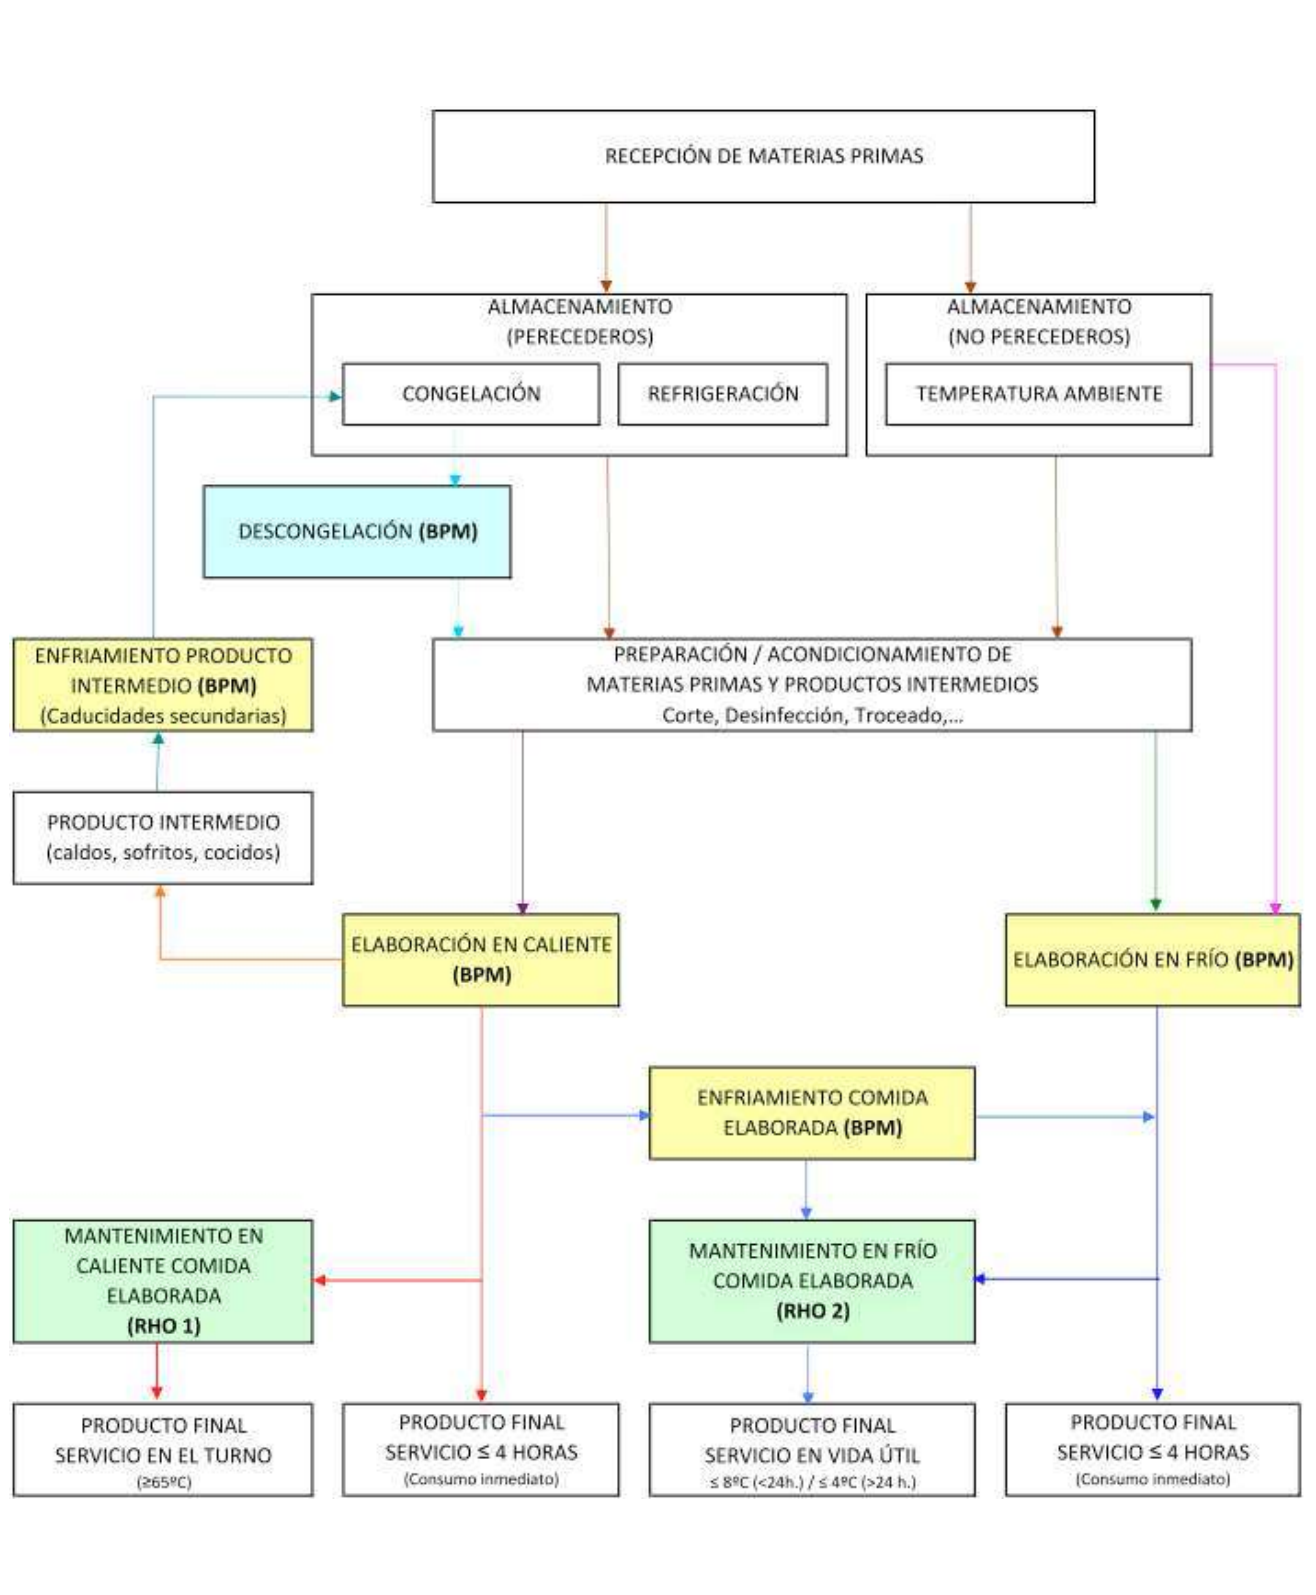 RECEPCIÓN DE MATERIAS PRIMAS
ALMACENAMIENTO
(PERECEDEROS)
CONGELACIÓN
REFRIGERACIÓN
ALMACENAMIENTO
(NO PERECEDEROS)
TEMPERATURA AMBIENTE
DESCONGELACIÓN (BPM)
ENFRIAMIENTO PRODUCTO
INTERMEDIO (BPM)
(Caducidades secundarias)
PREPARACIÓN / ACONDICIONAMIENTO DE
MATERIAS PRIMAS Y PRODUCTOS INTERMEDIOS
Corte, Desinfección, Troceado,...
PRODUCTO INTERMEDIO
(caldos, sofritos, cocidos)
ELABORACIÓN EN CALIENTE
(BPM)
ELABORACIÓN EN FRÍO (BPM)
ENFRIAMIENTO COMIDA
ELABORADA (BPM)
MANTENIMIENTO EN
CALIENTE COMIDA
ELABORADA
(RHO 1)
MANTENIMIENTO EN FRÍO
COMIDA ELABORADA
(RHO 2)
PRODUCTO FINAL
SERVICIO EN EL TURNO
(≥65ºC)
PRODUCTO FINAL
SERVICIO ≤ 4 HORAS
(Consumo inmediato)
PRODUCTO FINAL
SERVICIO EN VIDA ÚTIL
≤ 8ºC (<24h.) / ≤ 4ºC (>24 h.)
PRODUCTO FINAL
SERVICIO ≤ 4 HORAS
(Consumo inmediato)